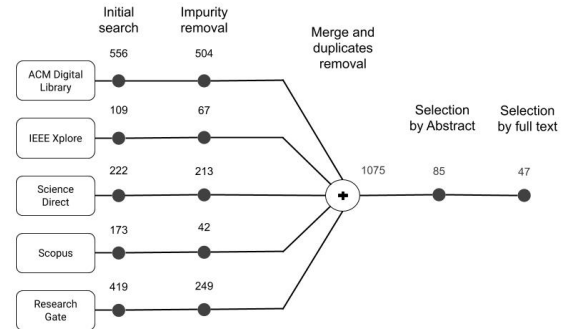 Initial
search
Impurity
removal
Merge and
duplicates
removal
Selection
by Abstract
Selection
by full text
ACM Digital
Library
556
504
IEEE Xplore
109
67
Science
Direct
222
213
1075
85
47
Scopus
173
42
Research
Gate
419
249